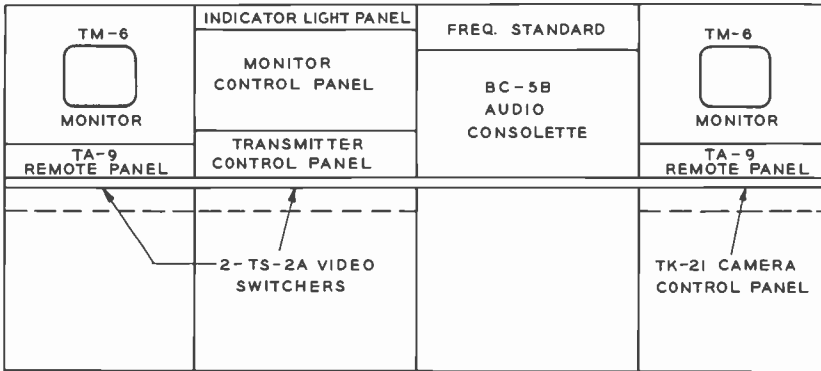 TM-6
MONITOR
TA-9
REMOTE PANEL
INDICATOR LIGHT PANEL
MONITOR
CONTROL PANEL
TRANSMITTER
CONTROL PANEL
FREQ. STANDARD
BC-5B
AUDIO
CONSOLETTE
TM-6
MONITOR
TA-9
REMOTE PANEL
2-TS-2A VIDEO
SWITCHERS
TK-21 CAMERA
CONTROL PANEL